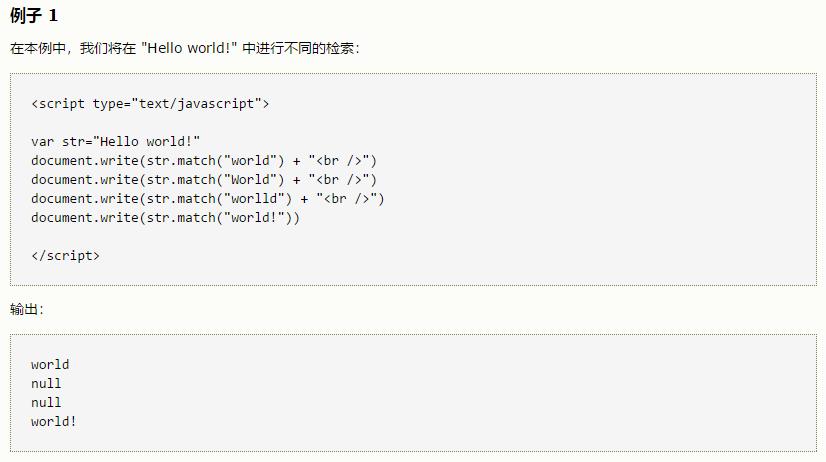 例子 1
在本例中，我们将在 "Hello world!" 中进行不同的检索：
<script type="text/javascript">
var str="Hello world!"
document.write(str.match("world") + "<br />")
document.write(str.match("World") + "<br />")
document.write(str.match("worlld") + "<br />")
document.write(str.match("world!"))
</script>
输出：
world
null
null
world!